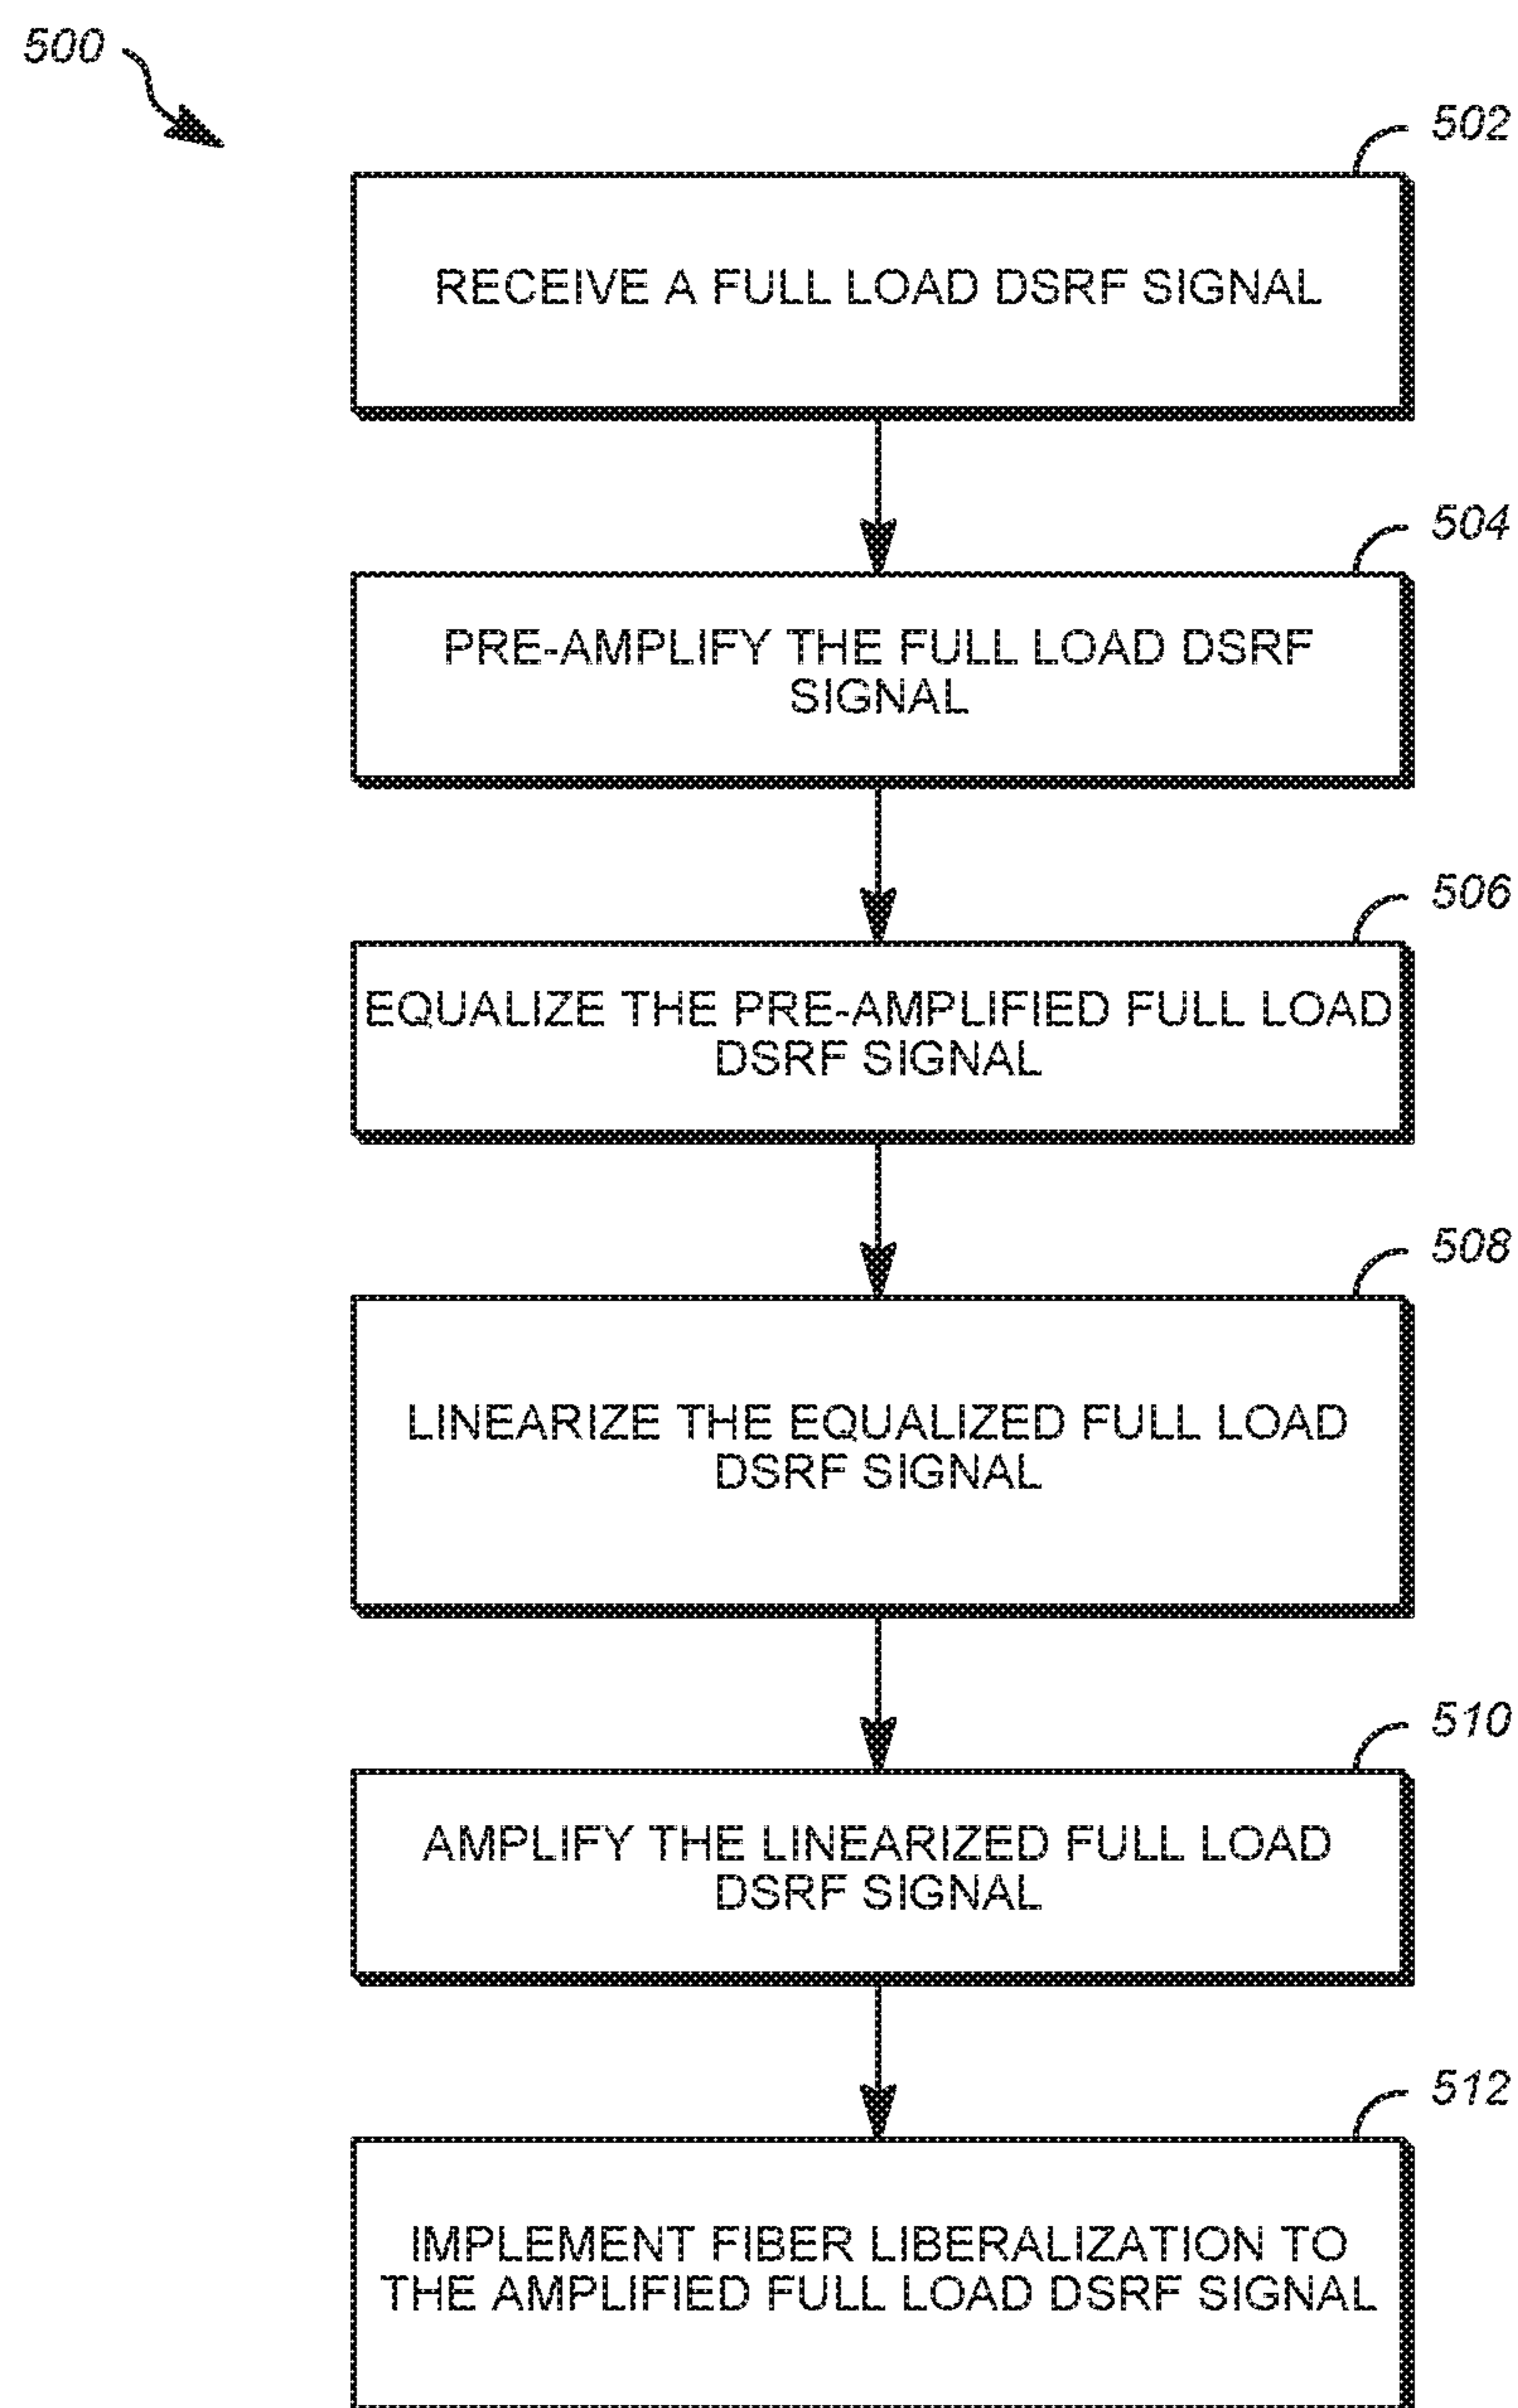 500
502
RECEIVE A FULL LOAD DSRF SIGNAL
504
PRE-AMPLIFY THE FULL LOAD DSRF
SIGNAL
506
EQUALIZE THE PRE-AMPLIFIED FULL LOAD
DSRF SIGNAL
508
LINEARIZE THE EQUALIZED FULL LOAD
DSRF SIGNAL
510
AMPLIFY THE LINEARIZED FULL LOAD
DSRF SIGNAL
512
IMPLEMENT FIBER LIBERALIZATION TO
THE AMPLIFIED FULL LOAD DSRF SIGNAL